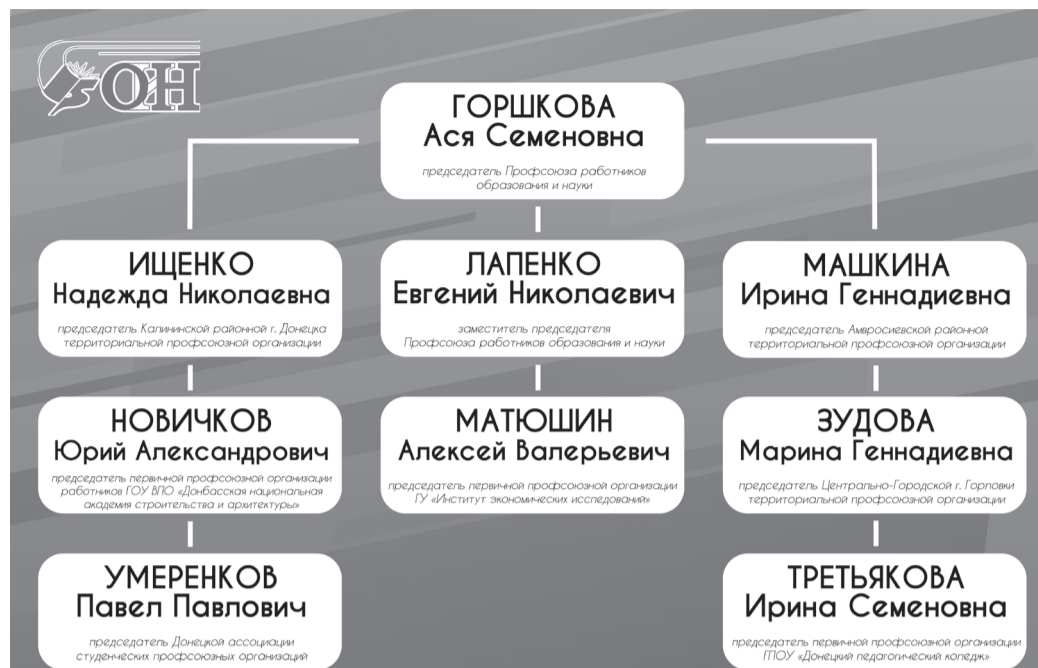 ОН
ГОРШКОВА
Ася Семеновна
председатель Профсоюза работников
образования и науки
ИЩЕНКО
Надежда Николаевна
председатель Калининской районной г. Донецка
территориальной профсоюзной организации
ЛАПЕНКО
Евгений Николаевич
заместитель председателя
Профсоюза работников образования и науки
МАШКИНА
Ирина Геннадиевна
председатель Амвросиевской районной
территориальной профсоюзной организации
НОВИЧКОВ
Юрий Александрович
председатель первичной профсоюзной организации
работников ГОУ ВПО «Донбасская национальная
академия строительства и архитектуры»
МАТЮШИН
Алексей Валерьевич
председатель первичной профсоюзной организации
ГУ «Институт экономических исследований»
ЗУДОВА
Марина Геннадиевна
председатель Центрально-Городской г. Горловки
территориальной профсоюзной организации
УМЕРЕНКОВ
Павел Павлович
председатель Донецкой ассоциации
студенческих профсоюзных организаций
ТРЕТЬЯКОВА
Ирина Семеновна
председатель первичной профсоюзной организации
ГПОУ «Донецкий педагогический колледж»